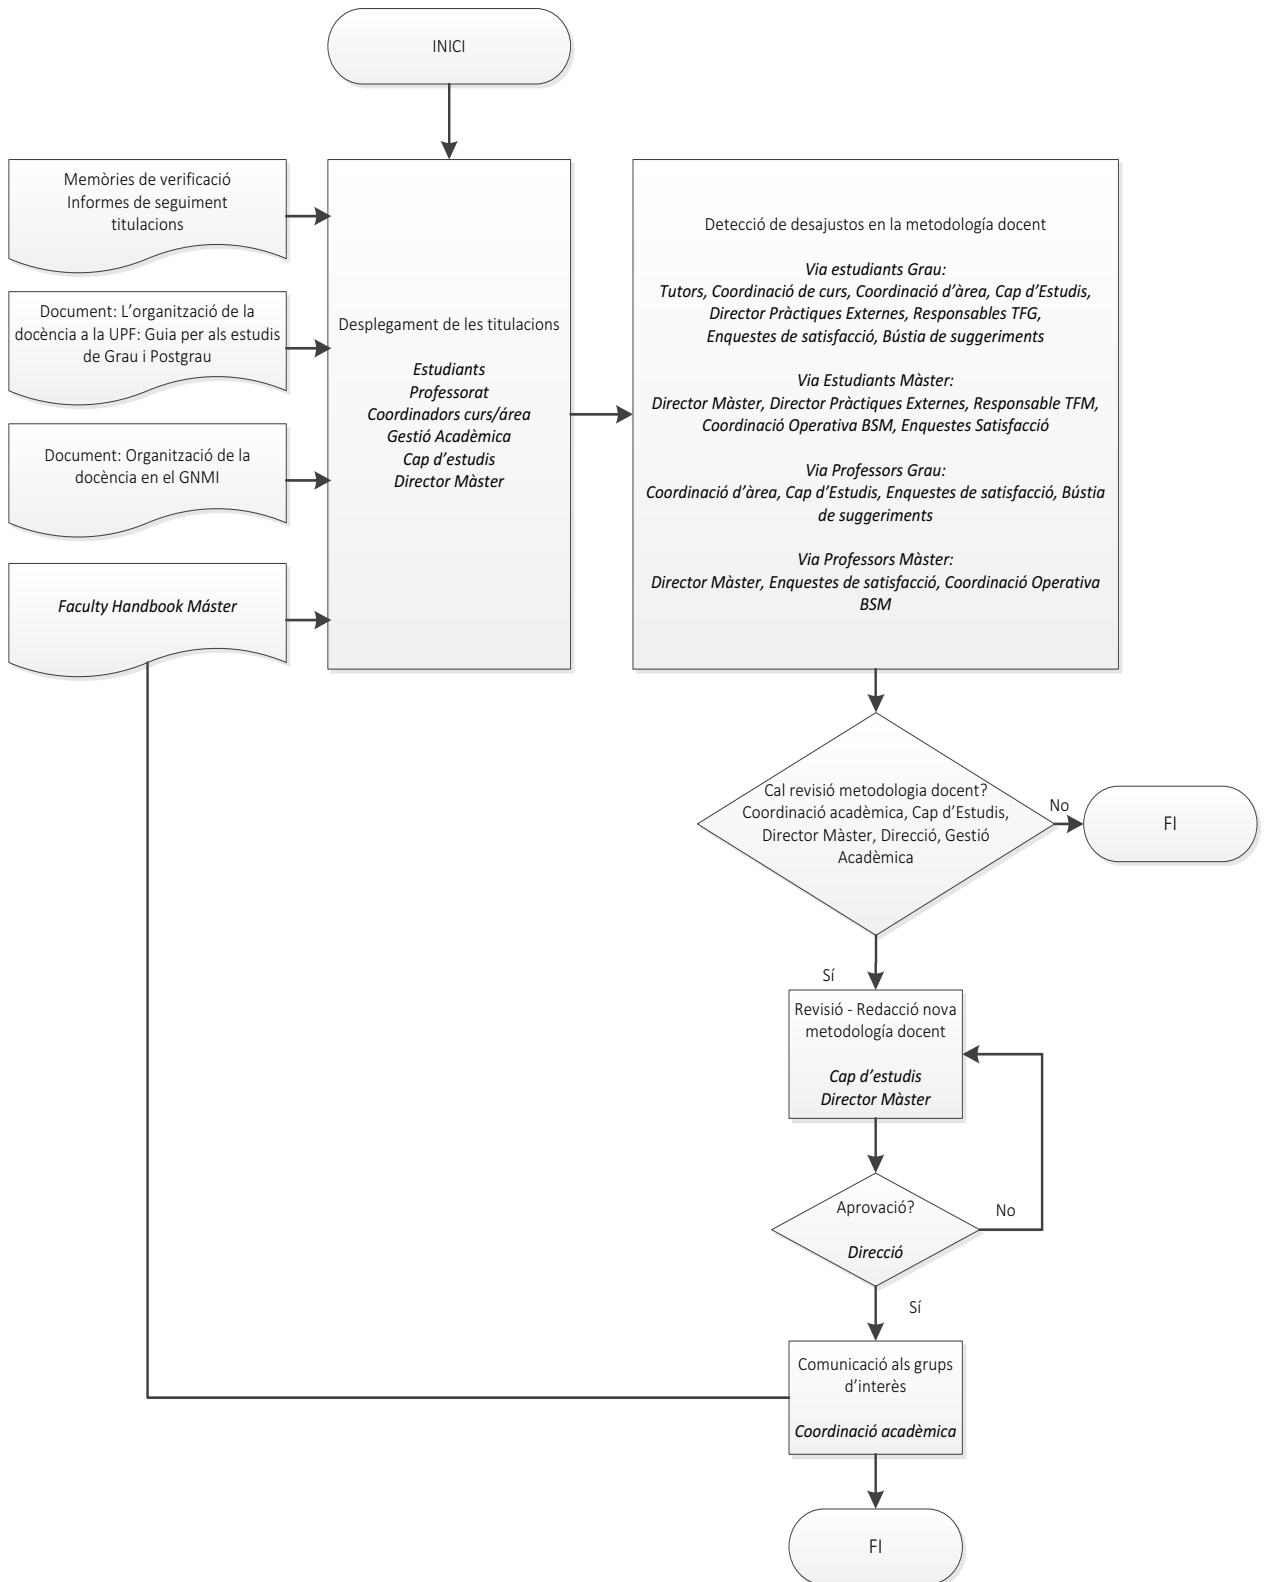 INICI
Memòries de verificació
Informes de seguiment
titulacions
Document: L’organització de la
docència a la UPF: Guia per als estudis
de Grau i Postgrau
Document: Organització de la
docència en el GNMI
Faculty Handbook Máster
Desplegament de les titulacions
Estudiants
Professorat
Coordinadors curs/área
Gestió Acadèmica
Cap d’estudis
Director Màster
Detecció de desajustos en la metodología docent
Via estudiants Grau:
Tutors, Coordinació de curs, Coordinació d’àrea, Cap d’Estudis,
Director Pràctiques Externes, Responsables TFG,
Enquestes de satisfacció, Bústia de suggeriments
Via Estudiants Màster:
Director Màster, Director Pràctiques Externes, Responsable TFM,
Coordinació Operativa BSM, Enquestes Satisfacció
Via Professors Grau:
Coordinació d’àrea, Cap d’Estudis, Enquestes de satisfacció, Bústia
de suggeriments
Via Professors Màster:
Director Màster, Enquestes de satisfacció, Coordinació Operativa
BSM
Cal revisió metodologia docent?
Coordinació acadèmica, Cap d’Estudis,
Director Màster, Direcció, Gestió
Acadèmica
No
FI
Sí
Revisió - Redacció nova
metodología docent
Cap d’estudis
Director Màster
Aprovació?
Direcció
No
Sí
Comunicació als grups
d’interès
Coordinació acadèmica
FI